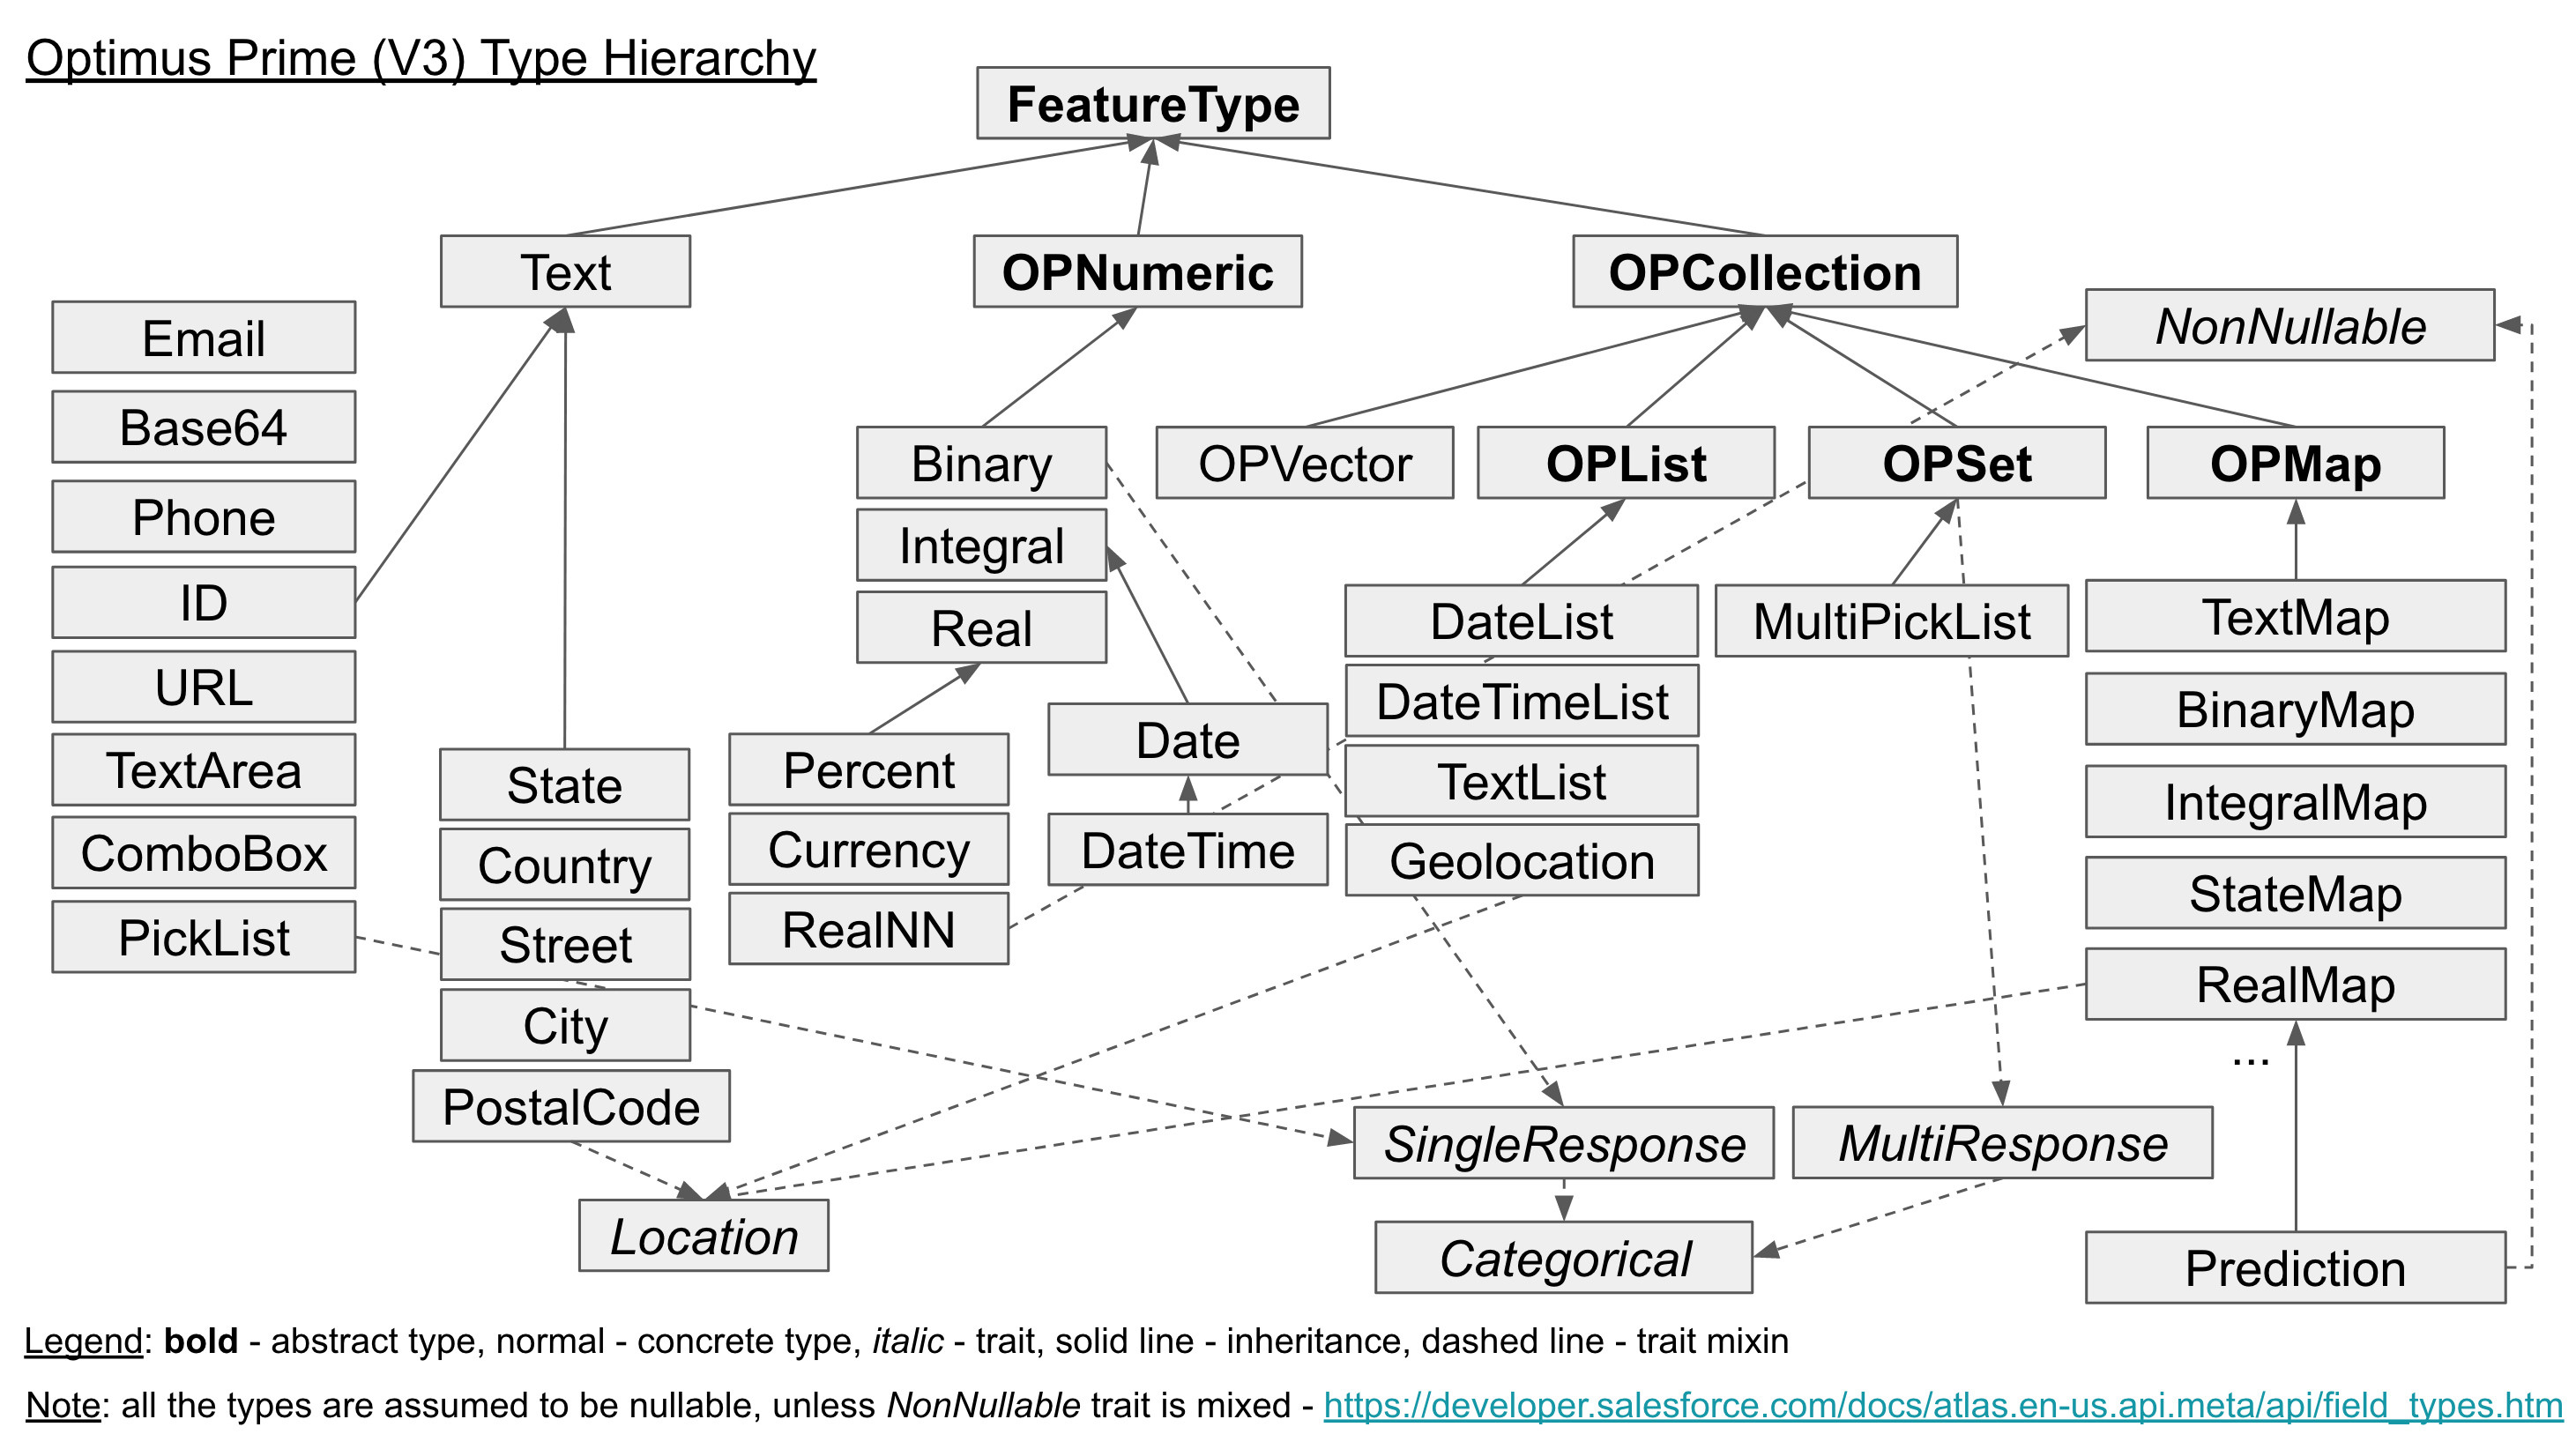 Optimus Prime (V3) Type Hierarchy
FeatureType
Text
OPNumeric
OPCollection
NonNullable
Email
Base64
Phone
ID
URL
TextArea
ComboBox
PickList
State
Country
Street
City
PostalCode
Location
Binary
Integral
Real
Percent
Currency
RealNN
Date
DateTime
OPVector
OPList
OPSet
OPMap
DateList
DateTimeList
TextList
Geolocation
MultiPickList
TextMap
BinaryMap
IntegralMap
StateMap
RealMap
...
Prediction
SingleResponse
MultiResponse
Categorical
Legend: bold - abstract type, normal - concrete type, italic - trait, solid line - inheritance, dashed line - trait mixin
Note: all the types are assumed to be nullable, unless NonNullable trait is mixed - https://developer.salesforce.com/docs/atlas.en-us.api.meta/api/field_types.htm